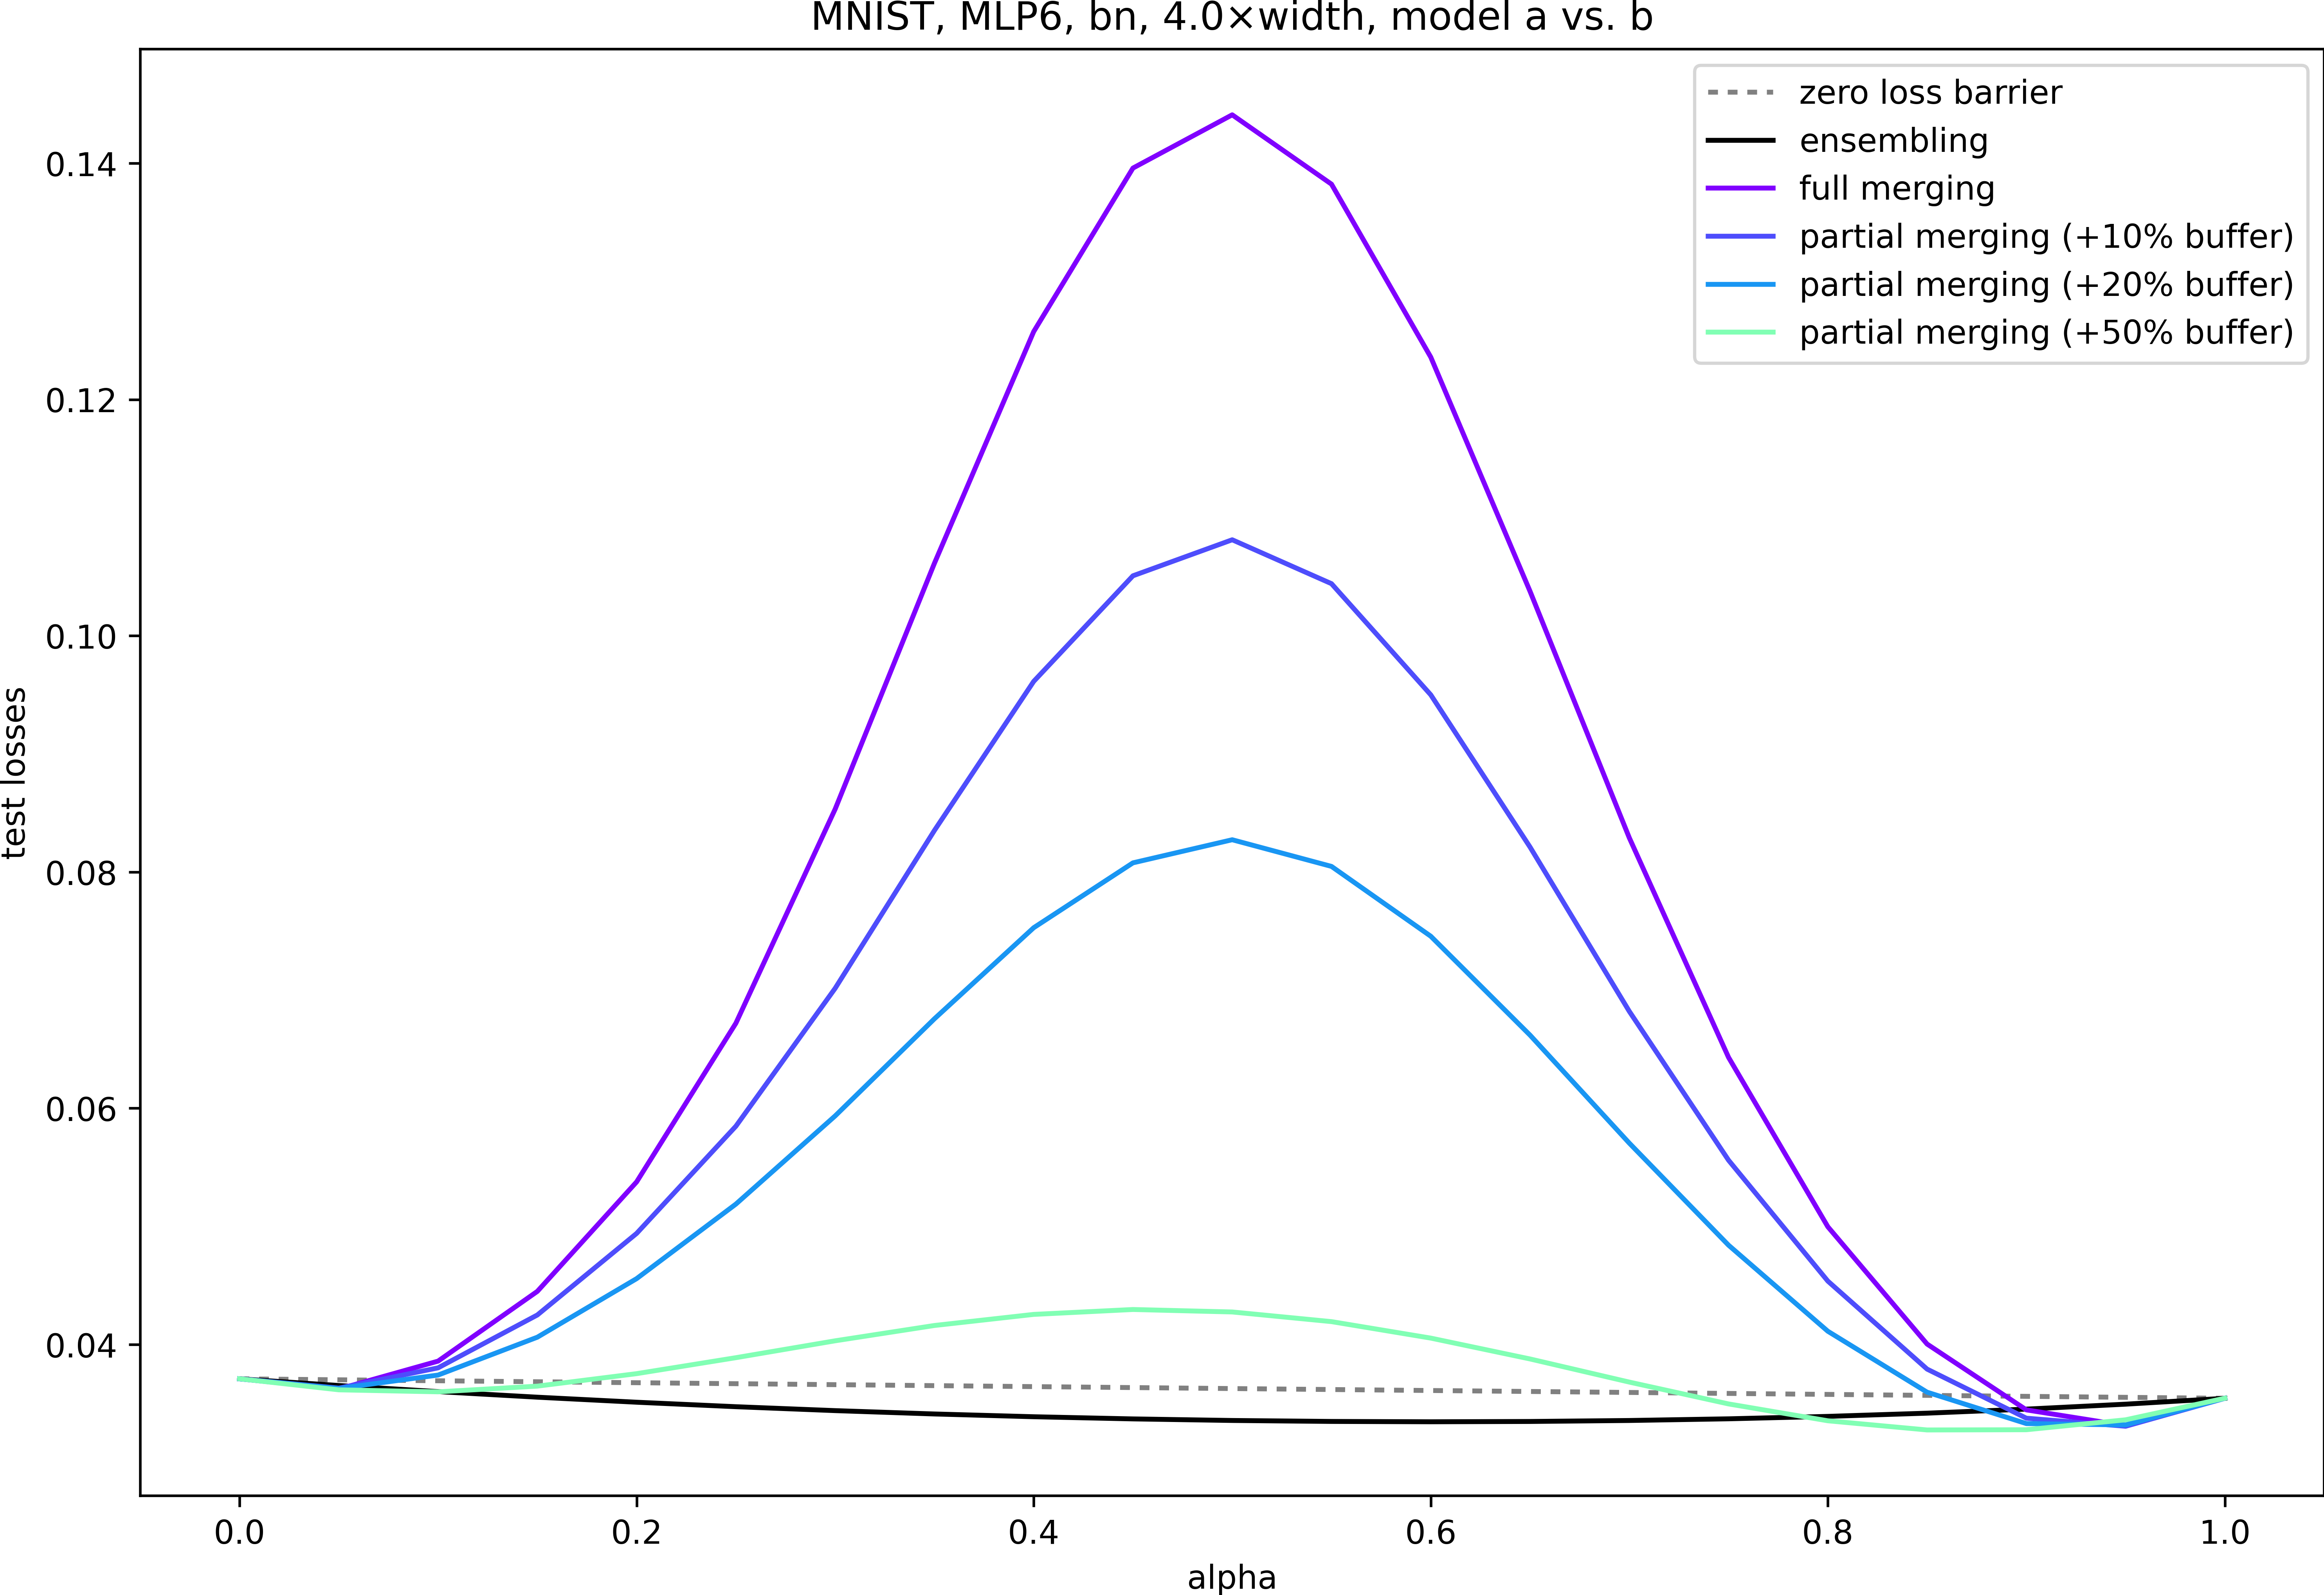 MNIST, MLP6, bn, 4.0×width, model a vs. b
zero loss barrier
ensembling
full merging
partial merging (+10% buffer)
partial merging (+20% buffer)
partial merging (+50% buffer)
test losses
0.14
0.12
0.10
0.08
0.06
0.04
0.0 0.2 0.4 0.6 0.8 1.0
alpha